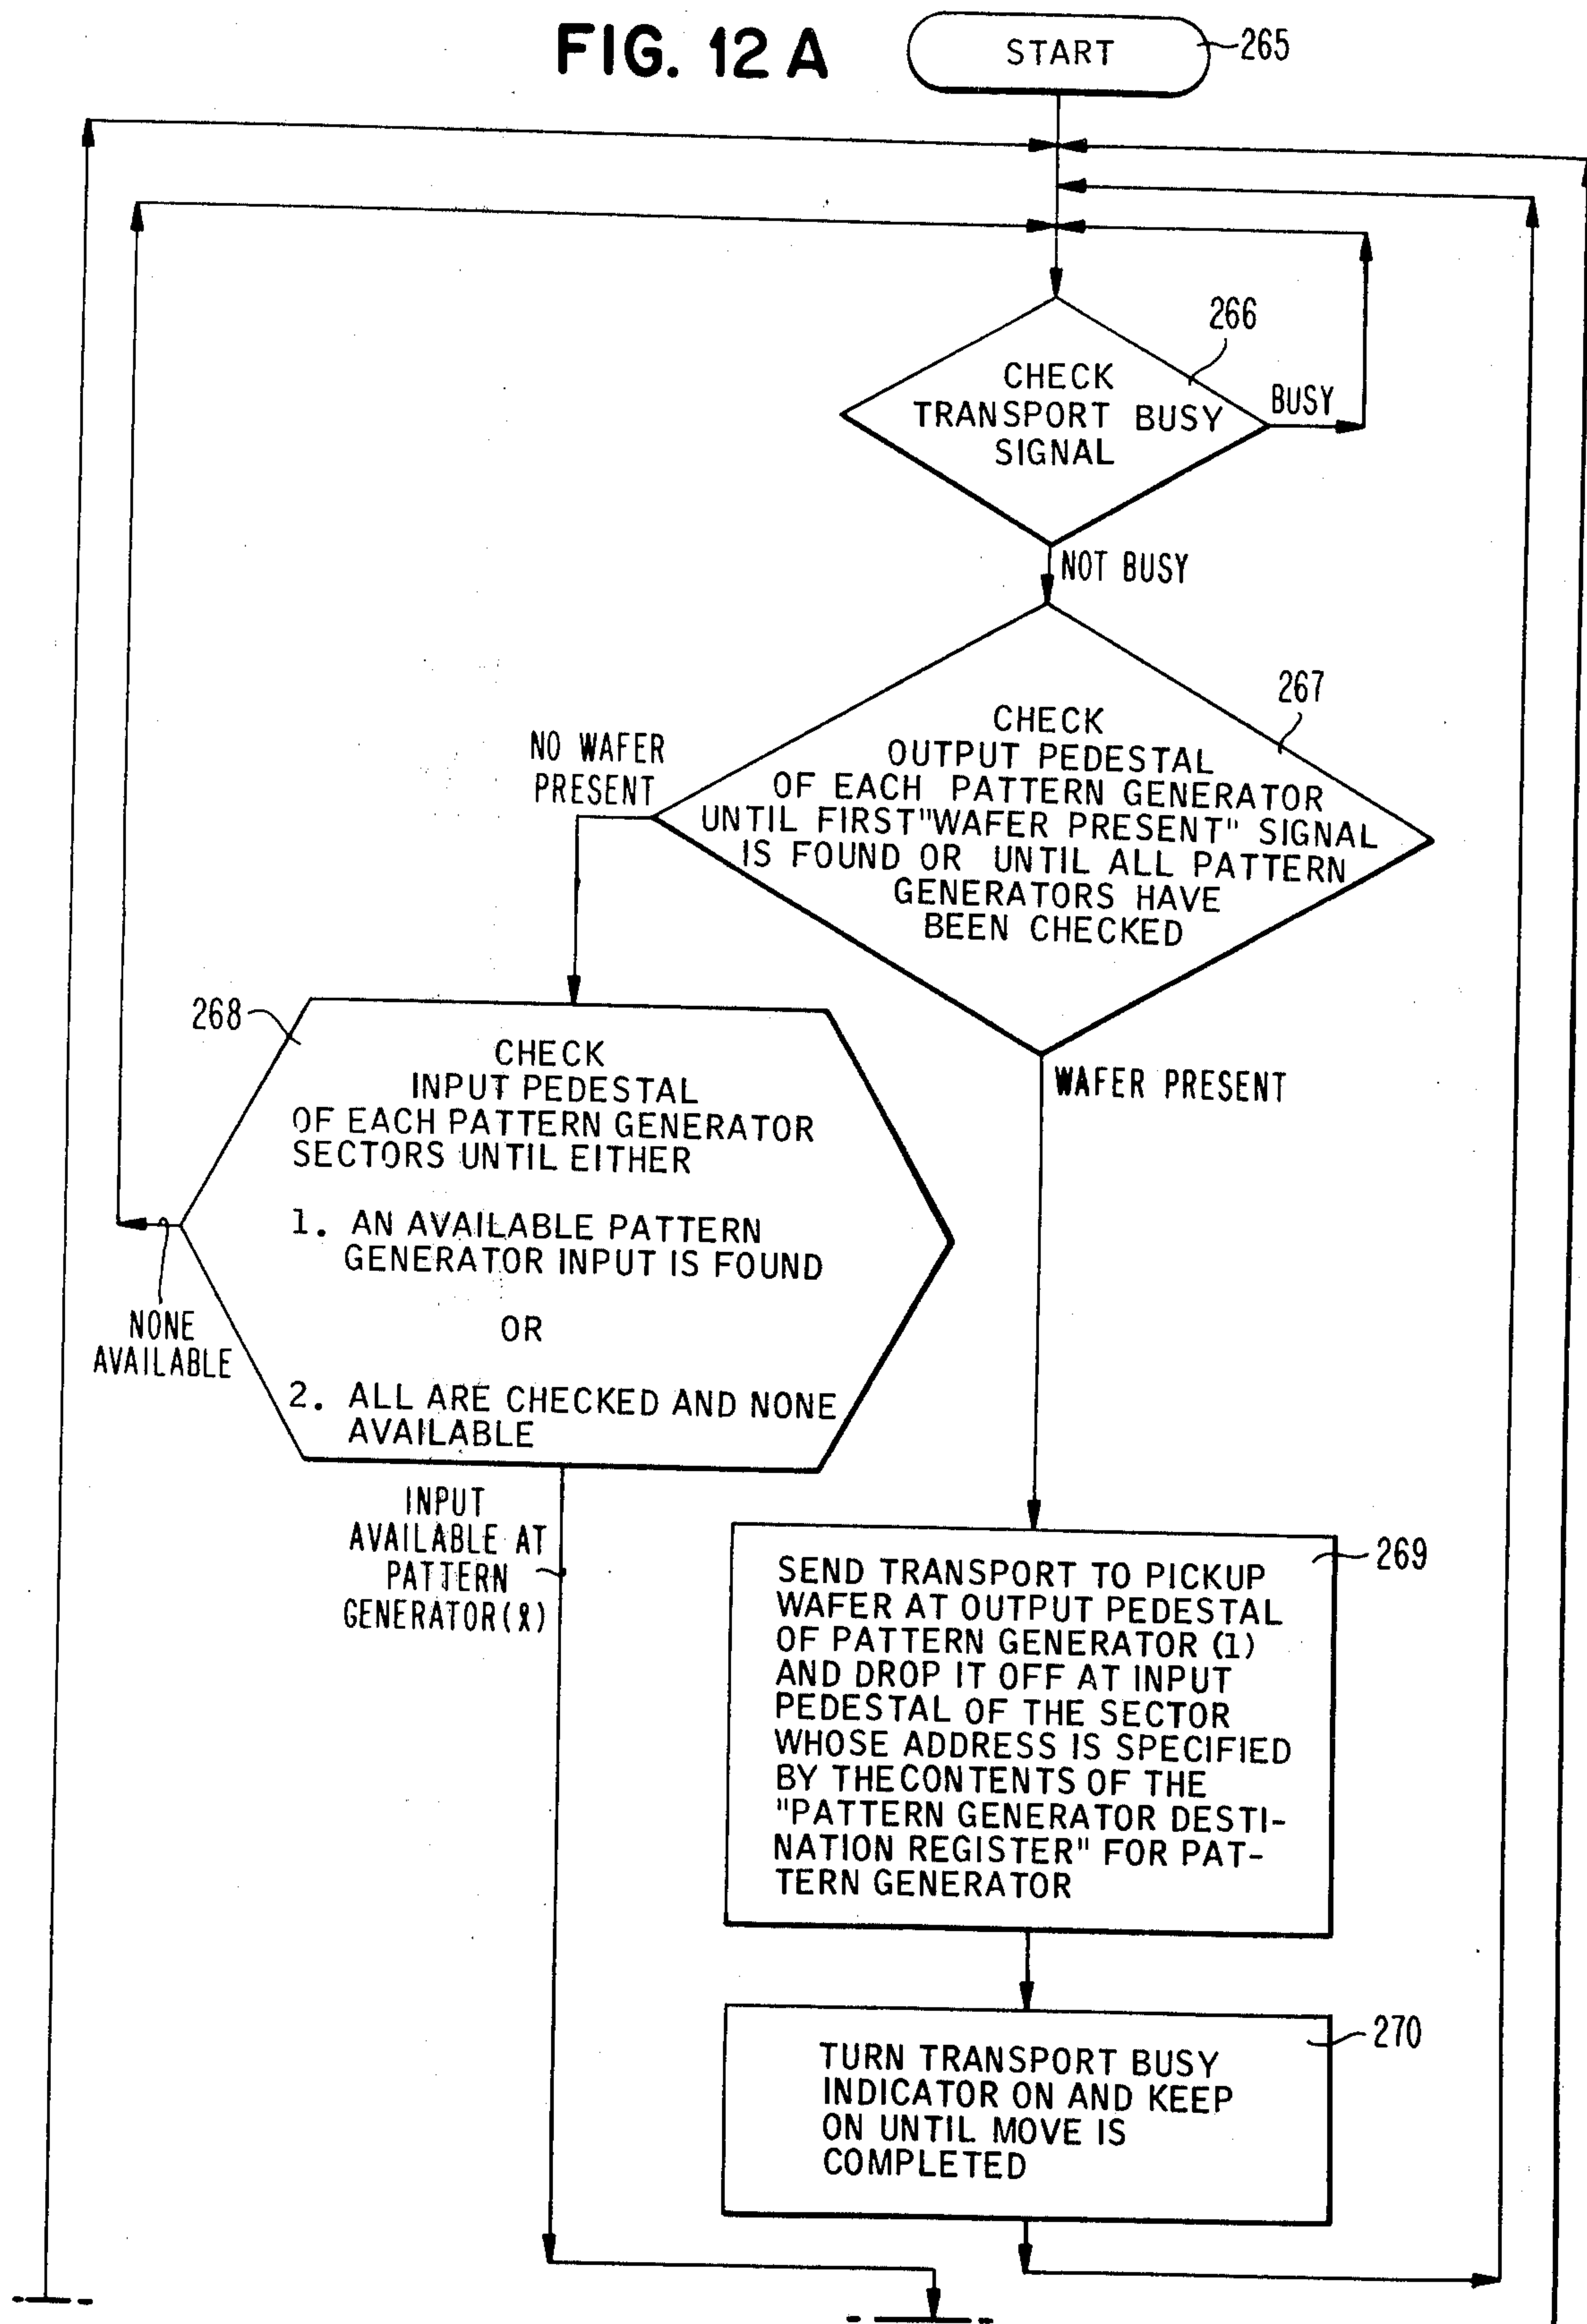 FIG. 12 A
START
265
266
CHECK
TRANSPORT BUSY
SIGNAL
BUSY
NOT BUSY
267
CHECK
OUTPUT PEDESTAL
OF EACH PATTERN GENERATOR
UNTIL FIRST "WAFER PRESENT" SIGNAL
IS FOUND OR UNTIL ALL PATTERN
GENERATORS HAVE
BEEN CHECKED
NO WAFER
PRESENT
WAFER PRESENT
268
CHECK
INPUT PEDESTAL
OF EACH PATTERN GENERATOR
SECTORS UNTIL EITHER
1. AN AVAILABLE PATTERN
GENERATOR INPUT IS FOUND
OR
2. ALL ARE CHECKED AND NONE
AVAILABLE
NONE
AVAILABLE
INPUT
AVAILABLE AT
PATTERN
GENERATOR(ℓ)
269
SEND TRANSPORT TO PICKUP
WAFER AT OUTPUT PEDESTAL
OF PATTERN GENERATOR (1)
AND DROP IT OFF AT INPUT
PEDESTAL OF THE SECTOR
WHOSE ADDRESS IS SPECIFIED
BY THE CONTENTS OF THE
"PATTERN GENERATOR DESTI-
NATION REGISTER" FOR PAT-
TERN GENERATOR
270
TURN TRANSPORT BUSY
INDICATOR ON AND KEEP
ON UNTIL MOVE IS
COMPLETED